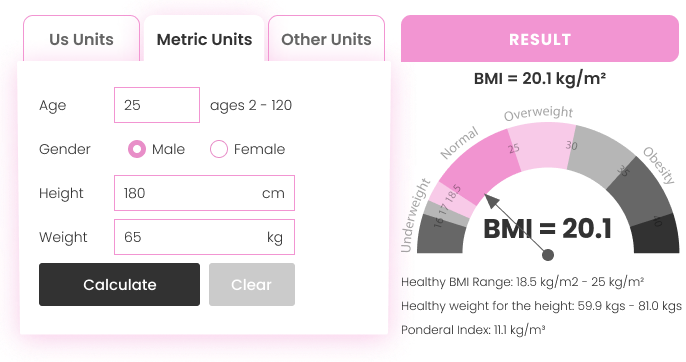 Us Units
Metric Units
Other Units
Age
25
ages 2 - 120
Gender
Male
Female
Height
180
cm
Weight
65
kg
Calculate
Clear
RESULT
BMI = 20.1 kg/m²
Underweight
Normal
Overweight
Obesity
16
17
18.5
25
30
35
40
BMI = 20.1
Healthy BMI Range: 18.5 kg/m2 - 25 kg/m²
Healthy weight for the height: 59.9 kgs - 81.0 kgs
Ponderal Index: 11.1 kg/m³